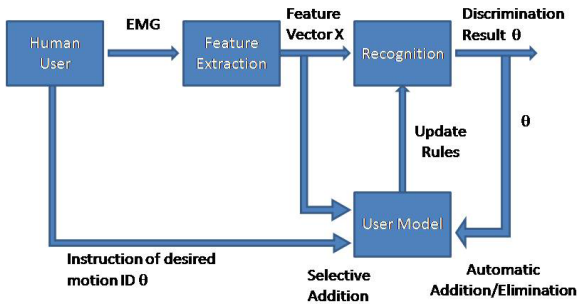 Human
User
EMG
Feature
Extraction
Feature
Vector X
Recognition
Discrimination
Result θ
Update
Rules
θ
User Model
Instruction of desired
motion ID θ
Selective
Addition
Automatic
Addition/Elimination